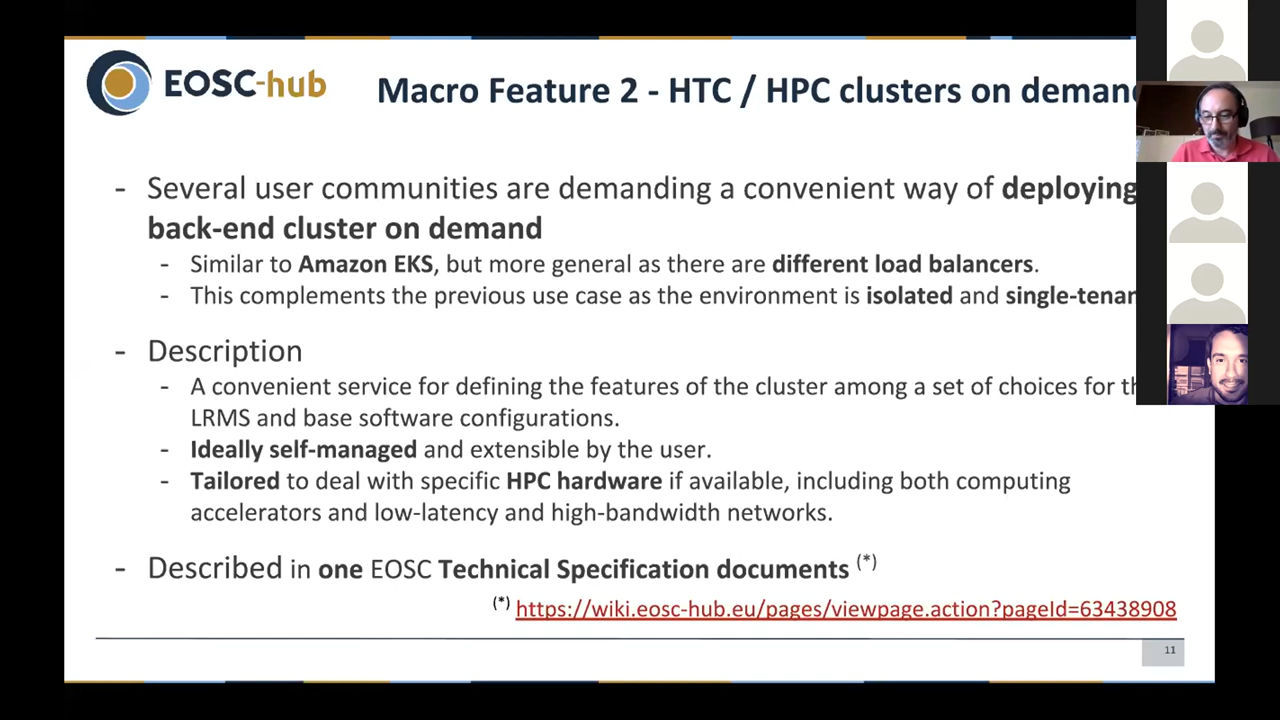 EOSC-hub
Macro Feature 2 - HTC / HPC clusters on deman
- Several user communities are demanding a convenient way of deploying
back-end cluster on demand
- Similar to Amazon EKS, but more general as there are different load balancers.
- This complements the previous use case as the environment is isolated and single-tenan
- Description
- A convenient service for defining the features of the cluster among a set of choices for th
LRMS and base software configurations.
- Ideally self-managed and extensible by the user.
- Tailored to deal with specific HPC hardware if available, including both computing
accelerators and low-latency and high-bandwidth networks.
- Described in one EOSC Technical Specification documents (*)
(*) https://wiki.eosc-hub.eu/pages/viewpage.action?pageId=63438908
11